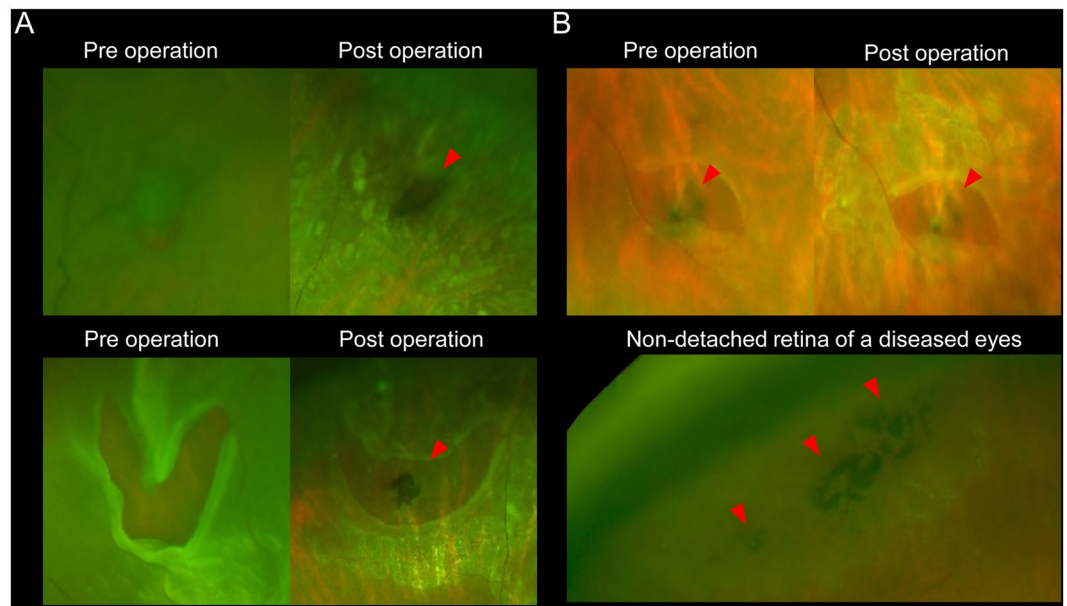 A
B
Pre operation
Post operation
Pre operation
Post operation
Pre operation
Post operation
Non-detached retina of a diseased eyes